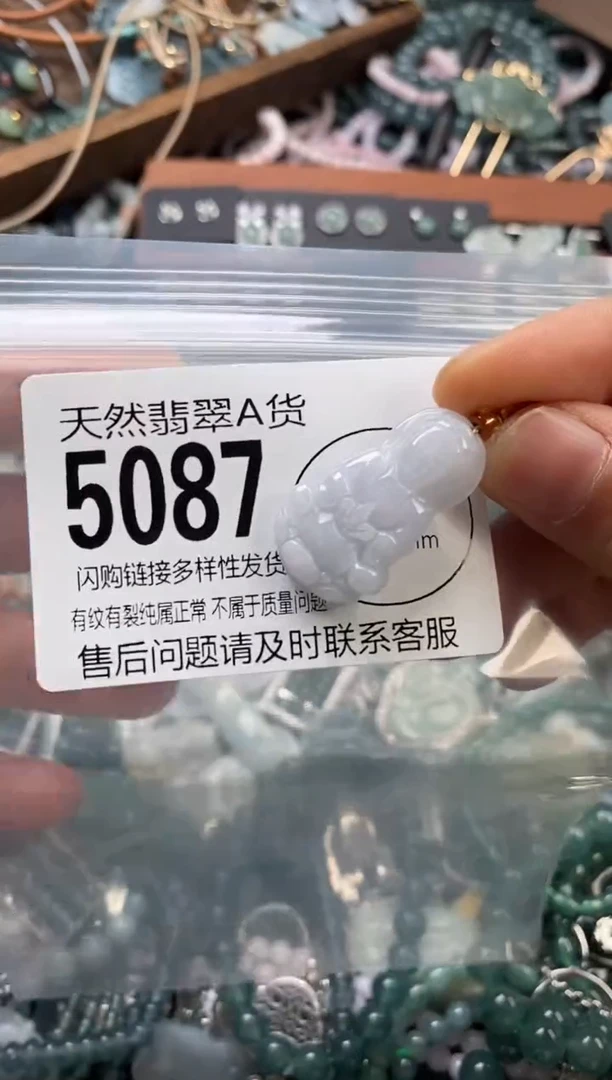 天然翡翠A货
5087
闪购链接多样性发货
有纹有裂纯属正常 不属于质量问题
售后问题请及时联系客服